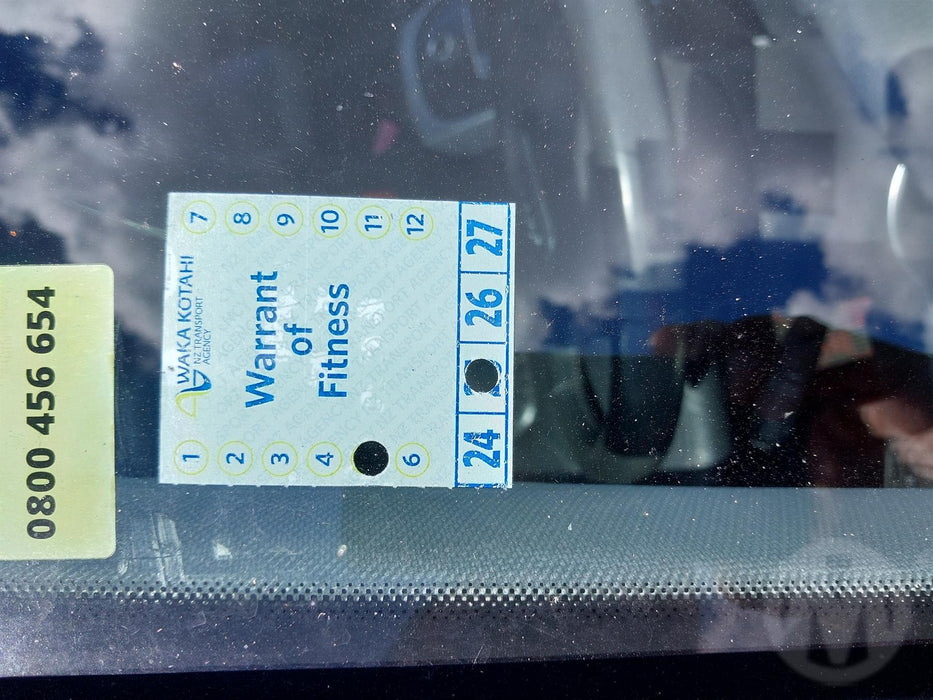 WAKA KOTAHI
NZ TRANSPORT
AGENCY
Warrant
of
Fitness
1 7
2 8
3 9
4 10
11
6 12
24 26 27
0800 456 654